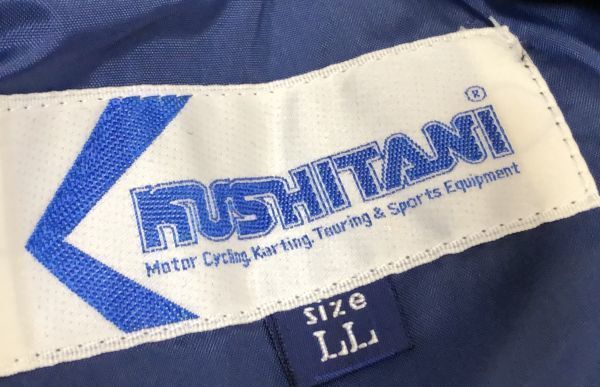 KUSHITANI®
Motor Cycling, Karting, Touring & Sports Equipment
size
LL